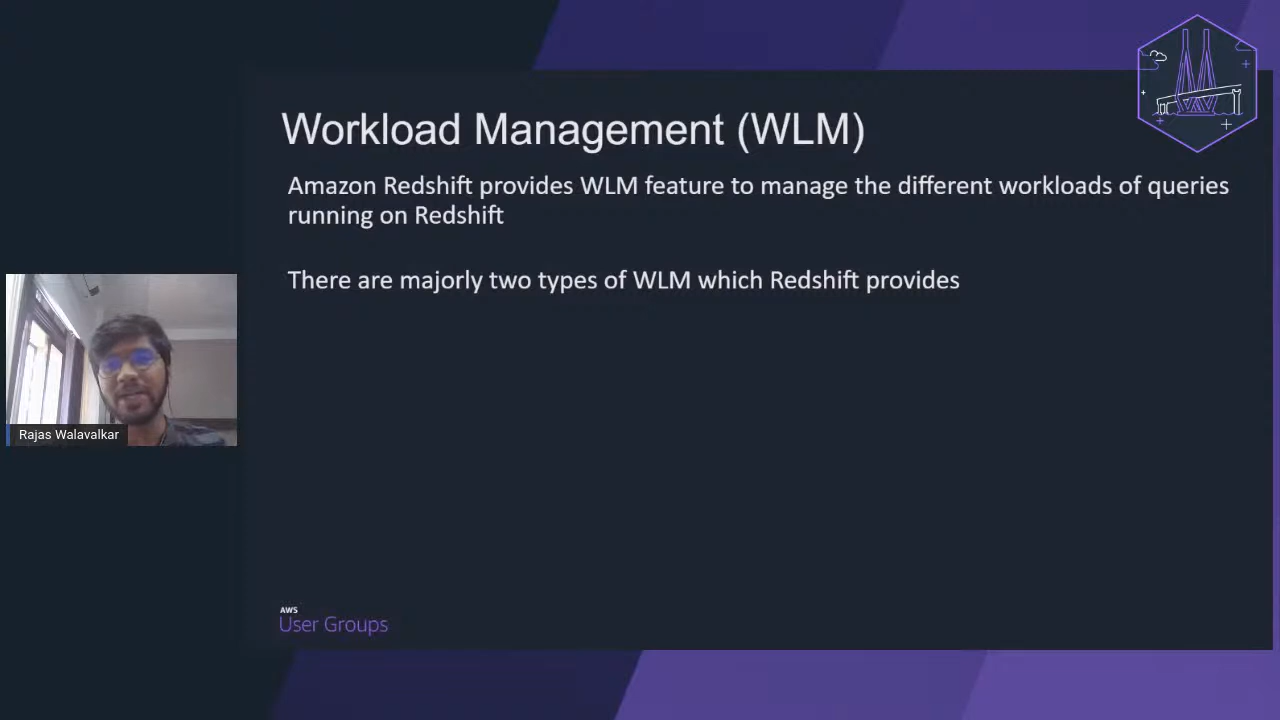 Workload Management (WLM)
Amazon Redshift provides WLM feature to manage the different workloads of queries
running on Redshift
There are majorly two types of WLM which Redshift provides
Rajas Walavalkar
AWS
User Groups